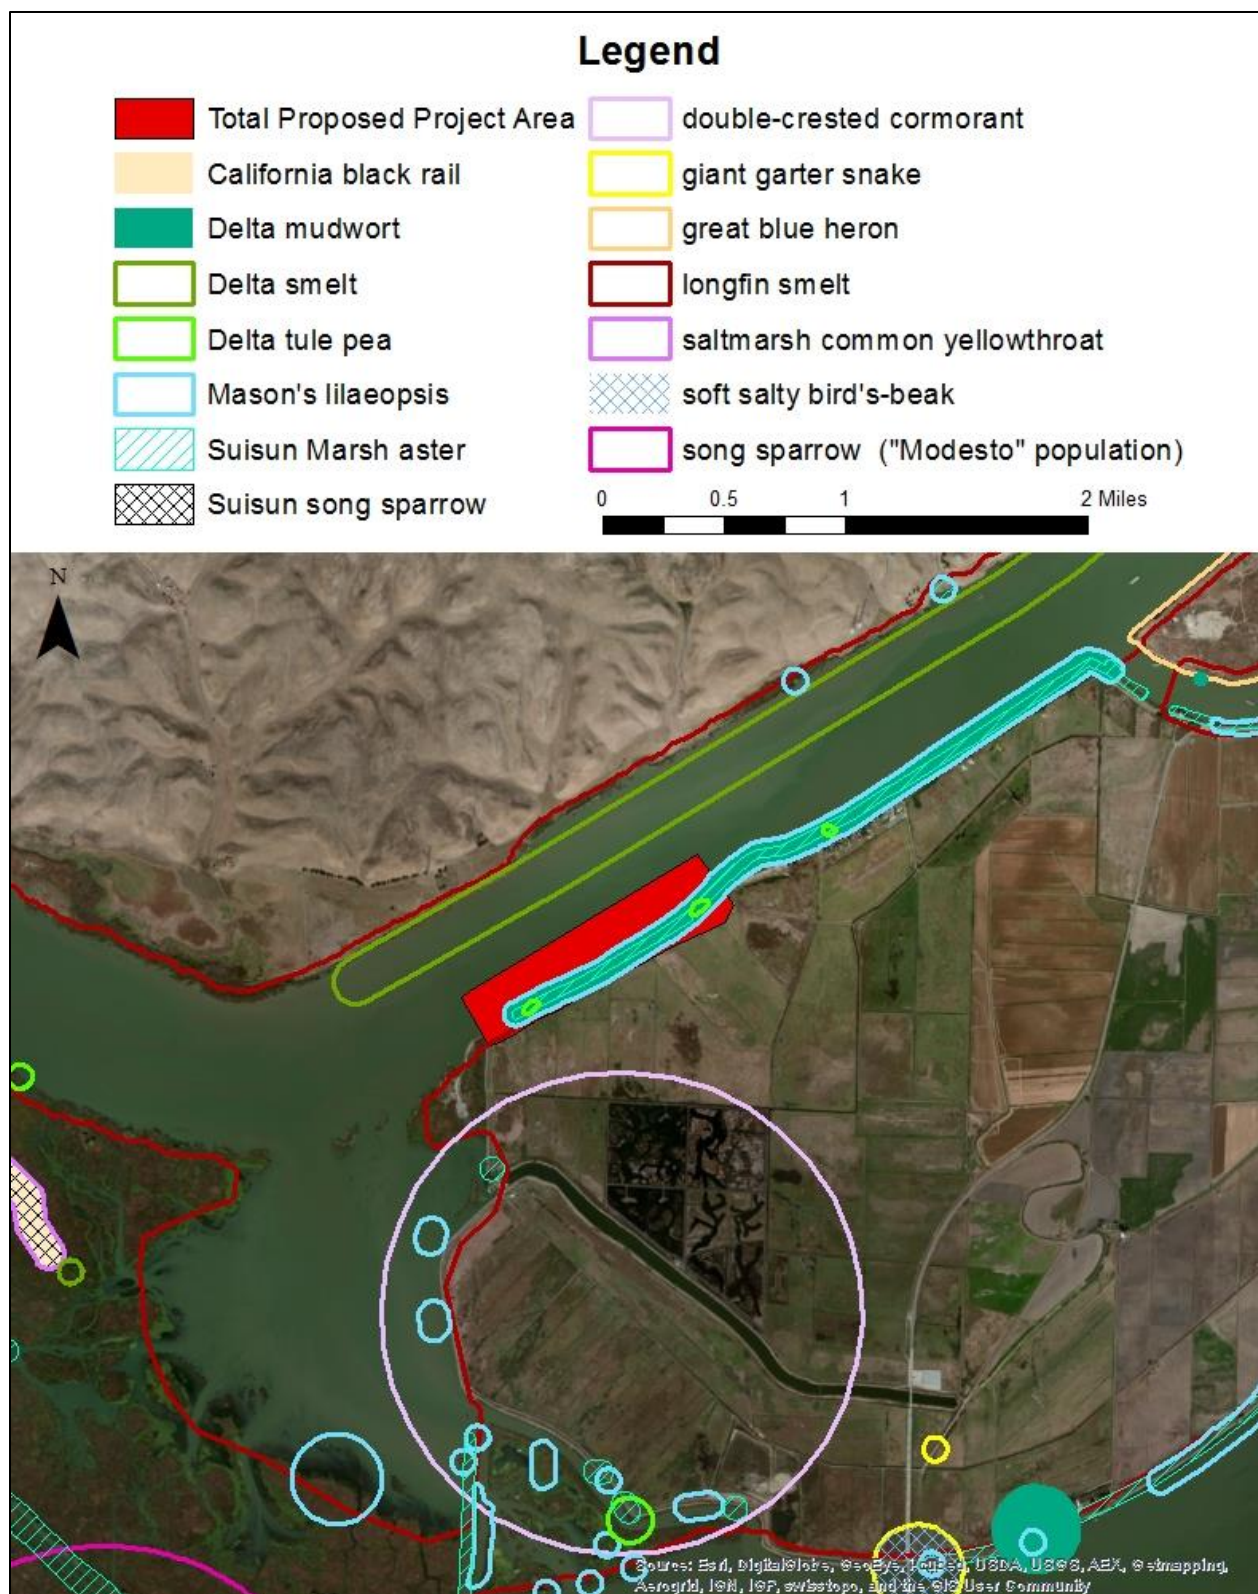 Legend
Total Proposed Project Area
California black rail
Delta mudwort
Delta smelt
Delta tule pea
Mason's lilaeopsis
Suisun Marsh aster
Suisun song sparrow
double-crested cormorant
giant garter snake
great blue heron
longfin smelt
saltmarsh common yellowthroat
soft salty bird's-beak
song sparrow ("Modesto" population)
0 0.5 1 2 Miles
N
Source: Esri, DigitalGlobe, GeoEye, USDA, USGS, AEX, Getmapping,
Aerogrid, IGN, IGP, swisstopo, and the GIS User Community